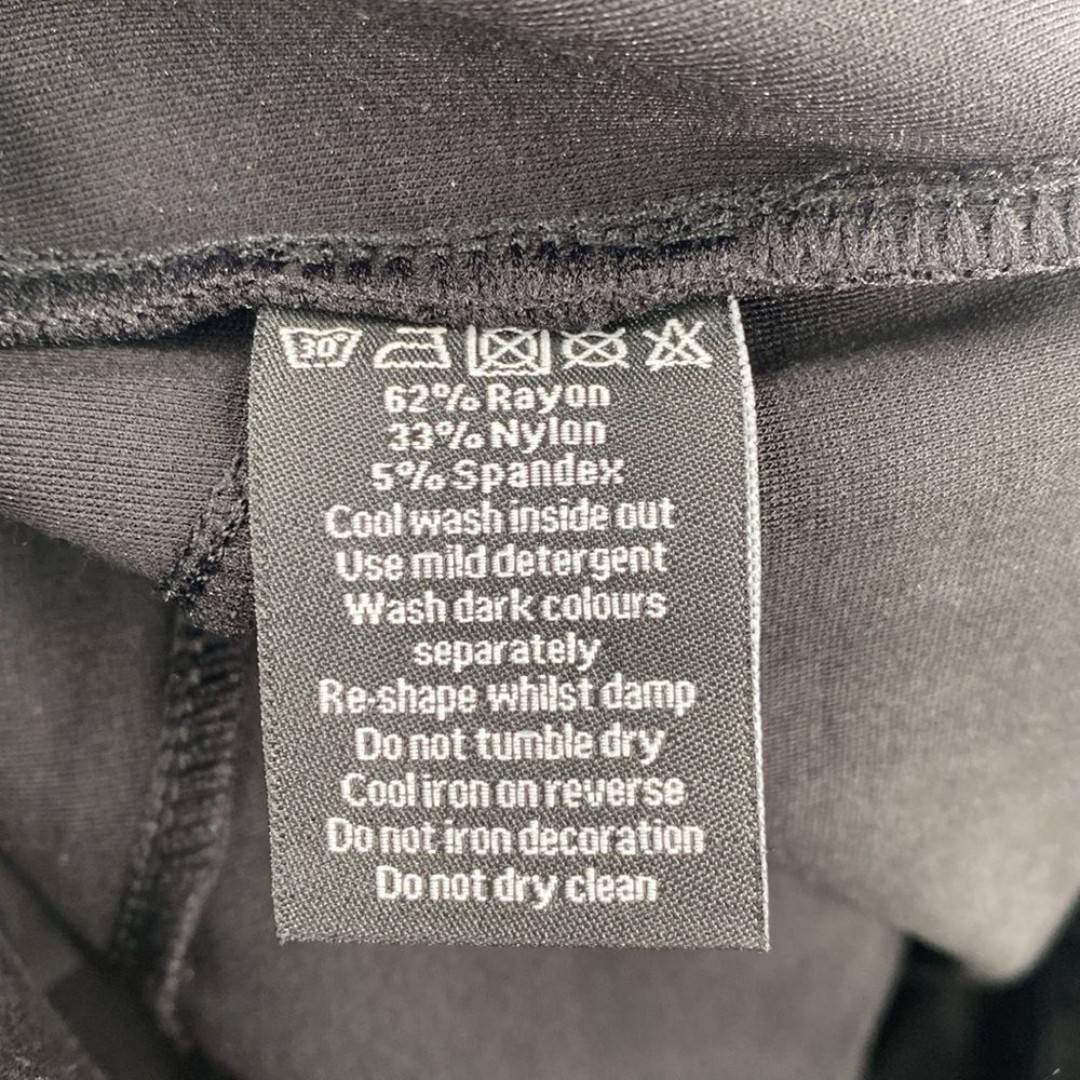 30°
62% Rayon
33% Nylon
5% Spandex
Cool wash inside out
Use mild detergent
Wash dark colours
separately
Re-shape whilst damp
Do not tumble dry
Cool iron on reverse
Do not iron decoration
Do not dry clean